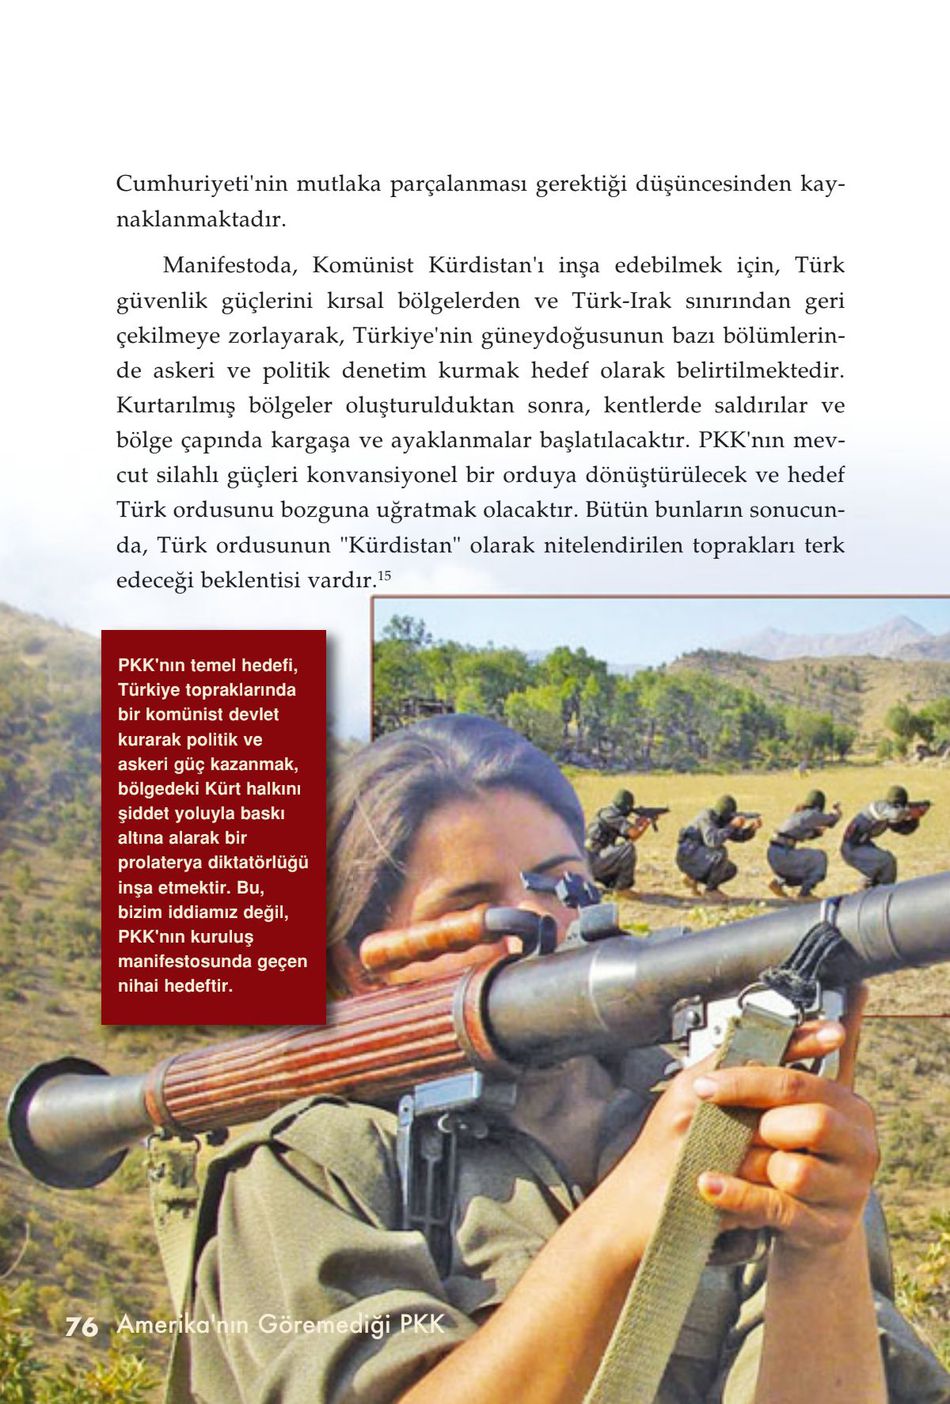 Cumhuriyeti'nin mutlaka parçalanması gerektiği düşüncesinden kay-
naklanmaktadır.
Manifestoda, Komünist Kürdistan'ı inşa edebilmek için, Türk
güvenlik güçlerini kırsal bölgelerden ve Türk-Irak sınırından geri
çekilmeye zorlayarak, Türkiye'nin güneydoğusunun bazı bölümlerin-
de askeri ve politik denetim kurmak hedef olarak belirtilmektedir.
Kurtarılmış bölgeler oluşturulduktan sonra, kentlerde saldırılar ve
bölge çapında kargaşa ve ayaklanmalar başlatılacaktır. PKK'nın mev-
cut silahlı güçleri konvansiyonel bir orduya dönüştürülecek ve hedef
Türk ordusunu bozguna uğratmak olacaktır. Bütün bunların sonucun-
da, Türk ordusunun "Kürdistan" olarak nitelendirilen toprakları terk
edeceği beklentisi vardır.15
PKK'nın temel hedefi,
Türkiye topraklarında
bir komünist devlet
kurarak politik ve
askeri güç kazanmak,
bölgedeki Kürt halkını
şiddet yoluyla baskı
altına alarak bir
prolaterya diktatörlüğü
inşa etmektir. Bu,
bizim iddiamız değil,
PKK'nın kuruluş
manifestosunda geçen
nihai hedeftir.
76 Amerika'nın Göremediği PKK